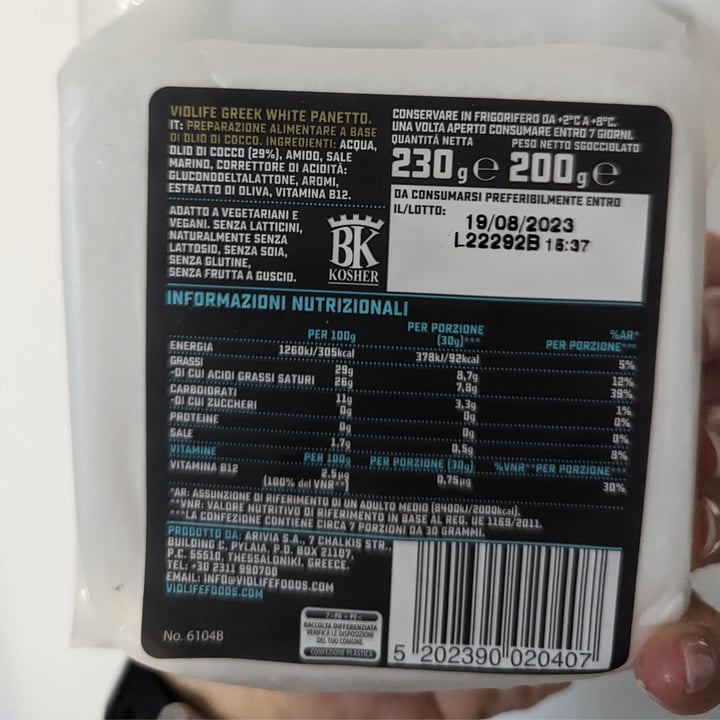 VIOLIFE GREEK WHITE PANETTO.
IT: PREPARAZIONE ALIMENTARE A BASE
DI OLIO DI COCCO. INGREDIENTI: ACQUA,
OLIO DI COCCO (29%), AMIDO, SALE
MARINO, CORRETTORE DI ACIDITÀ:
GLUCONODELTALATTONE, AROMI,
ESTRATTO DI OLIVA, VITAMINA B12.
ADATTO A VEGETARIANI E
VEGANI. SENZA LATTICINI,
NATURALMENTE SENZA
LATTOSIO, SENZA SOIA,
SENZA GLUTINE,
SENZA FRUTTA A GUSCIO.
BK
KOSHER
CONSERVARE IN FRIGORIFERO DA +2°C A +8°C.
UNA VOLTA APERTO CONSUMARE ENTRO 7 GIORNI.
QUANTITÀ NETTA PESO NETTO SGOCCIOLATO
230g e 200g e
DA CONSUMARSI PREFERIBILMENTE ENTRO
IL/LOTTO:
19/08/2023
L22292B 15:37
INFORMAZIONI NUTRIZIONALI
PER 100g PER PORZIONE (30g)*** %AR* PER PORZIONE***
ENERGIA 1260kJ/305kcal 378kJ/92kcal 5%
GRASSI 29g 8,7g 12%
-DI CUI ACIDI GRASSI SATURI 26g 7,8g 39%
CARBOIDRATI 11g 3,3g 1%
-DI CUI ZUCCHERI 0g 0g 0%
PROTEINE 0g 0g 0%
SALE 1.7g 0,5g 8%
VITAMINE PER 100g PER PORZIONE (30g) %VNR**PER PORZIONE***
VITAMINA B12 2.5µg 0,75µg 30%
(100% del VNR**)
*AR: ASSUNZIONE DI RIFERIMENTO DI UN ADULTO MEDIO (8400kJ/2000kcal).
**VNR: VALORE NUTRITIVO DI RIFERIMENTO IN BASE AL REG. UE 1169/2011.
***LA CONFEZIONE CONTIENE CIRCA 7 PORZIONI DA 30 GRAMMI.
PRODOTTO DA: ARIVIA S.A., 7 CHALKIS STR.,
BUILDING C, PYLAIA, P.O. BOX 21107,
P.C. 55510, THESSALONIKI, GREECE.
TEL: +30 2311 990700
EMAIL: INFO@VIOLIFEFOODS.COM
VIOLIFEFOODS.COM
RACCOLTA DIFFERENZIATA
VERIFICA LE DISPOSIZIONI
DEL TUO COMUNE.
CONFEZIONE PLASTICA
No. 6104B
5 202390 020407